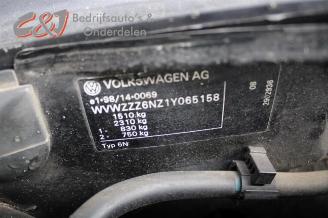 Bedrijfsauto's &
Onderdelen
VOLKSWAGEN AG
e1-98/14-0069
WVWZZZ6NZ1Y065158
1510 kg
2310 kg
1 - 830 kg
2 - 750 kg
Typ 6N
08